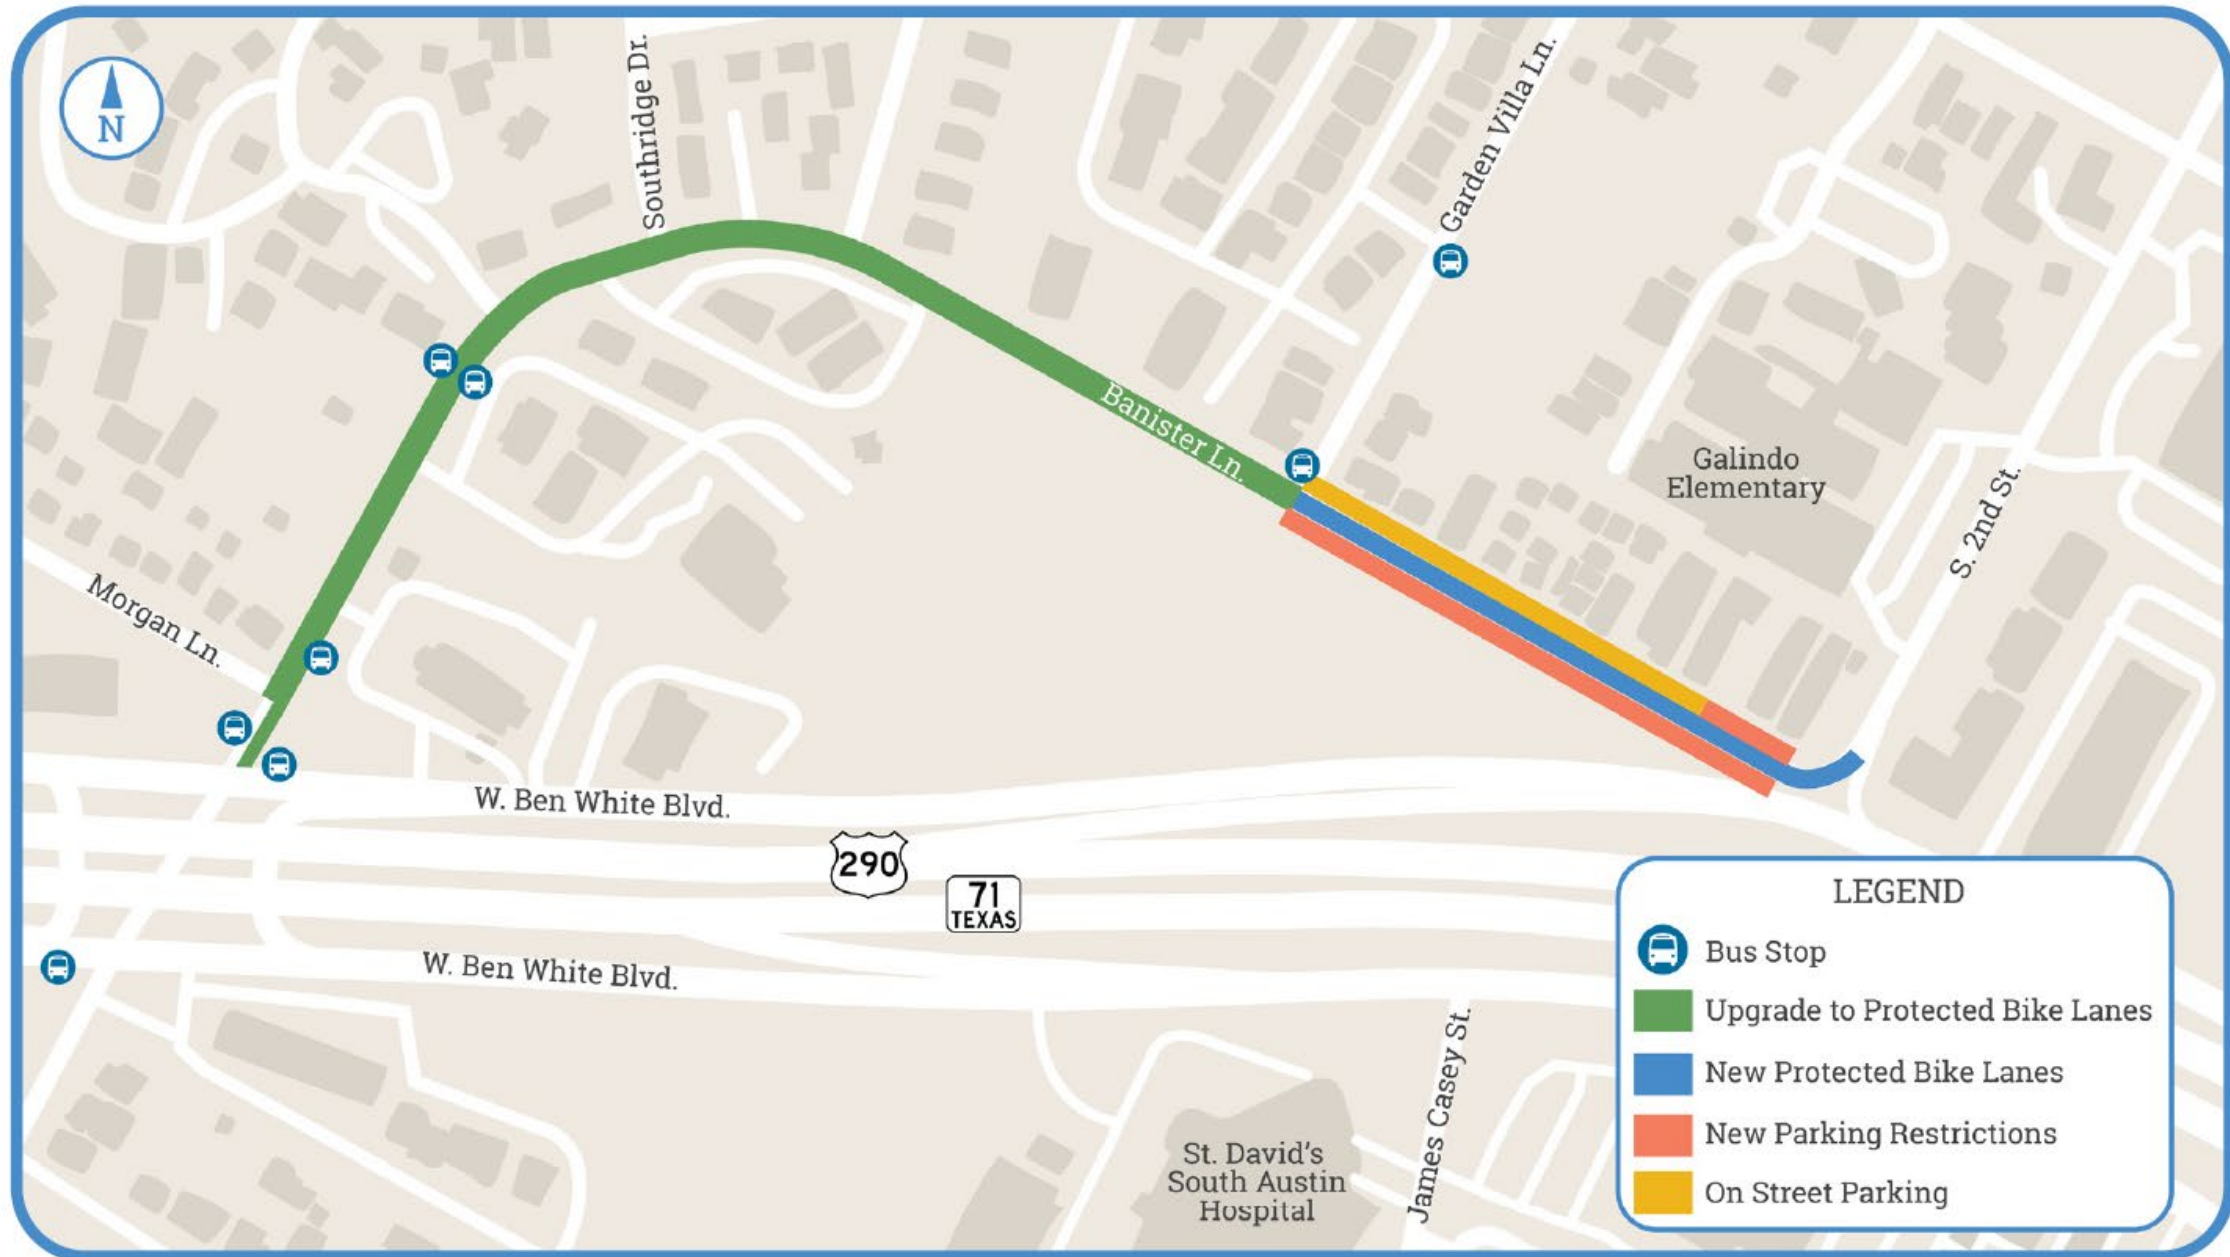 N
Southridge Dr.
Garden Villa Ln.
Banister Ln.
Galindo
Elementary
S. 2nd St.
Morgan Ln.
W. Ben White Blvd.
290
71
TEXAS
W. Ben White Blvd.
James Casey St.
St. David's
South Austin
Hospital
LEGEND
Bus Stop
Upgrade to Protected Bike Lanes
New Protected Bike Lanes
New Parking Restrictions
On Street Parking